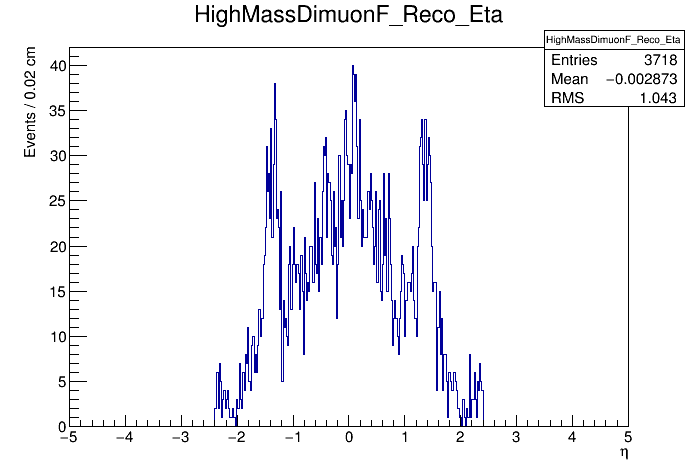 HighMassDimuonF_Reco_Eta
HighMassDimuonF_Reco_Eta
Entries 3718
Mean −0.002873
RMS 1.043
Events / 0.02 cm
40
35
30
25
20
15
10
5
0
−5 −4 −3 −2 −1 0 1 2 3 4 5
η